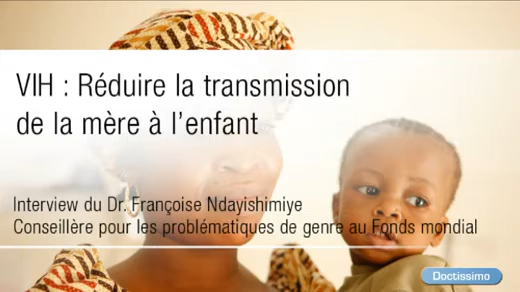 VIH : Réduire la transmission
de la mère à l'enfant
Interview du Dr. Françoise Ndayishimiye
Conseillère pour les problématiques de genre au Fonds mondial
Doctissimo